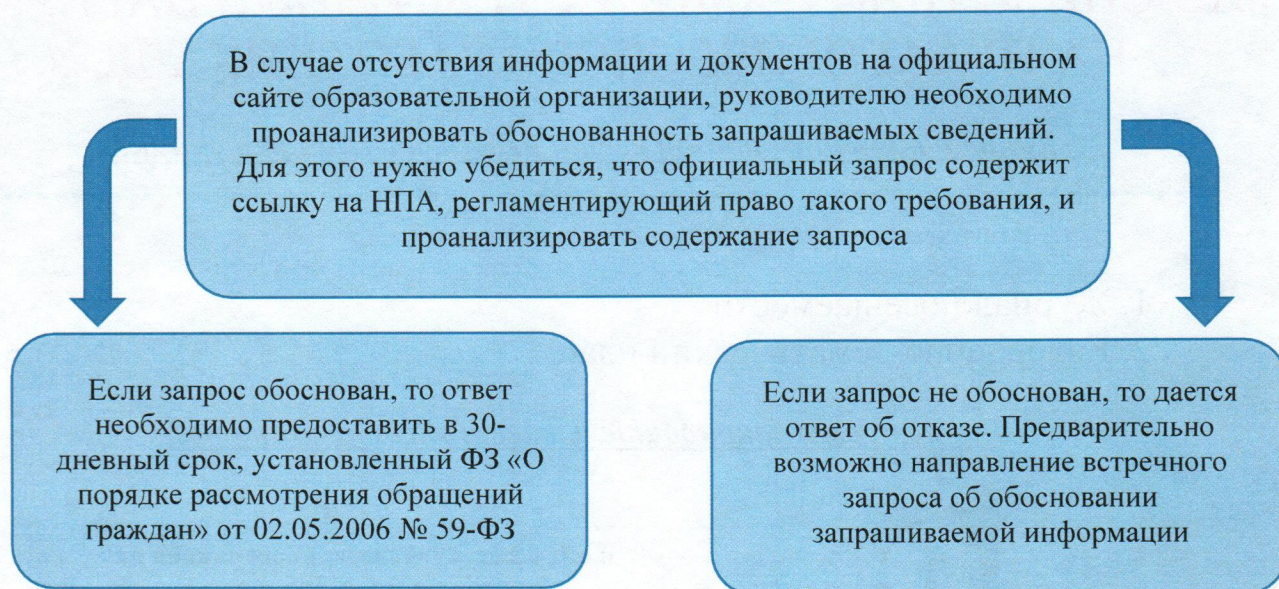 В случае отсутствия информации и документов на официальном
сайте образовательной организации, руководителю необходимо
проанализировать обоснованность запрашиваемых сведений.
Для этого нужно убедиться, что официальный запрос содержит
ссылку на НПА, регламентирующий право такого требования, и
проанализировать содержание запроса
Если запрос обоснован, то ответ
необходимо предоставить в 30-
дневный срок, установленный ФЗ «О
порядке рассмотрения обращений
граждан» от 02.05.2006 № 59-ФЗ
Если запрос не обоснован, то дается
ответ об отказе. Предварительно
возможно направление встречного
запроса об обосновании
запрашиваемой информации